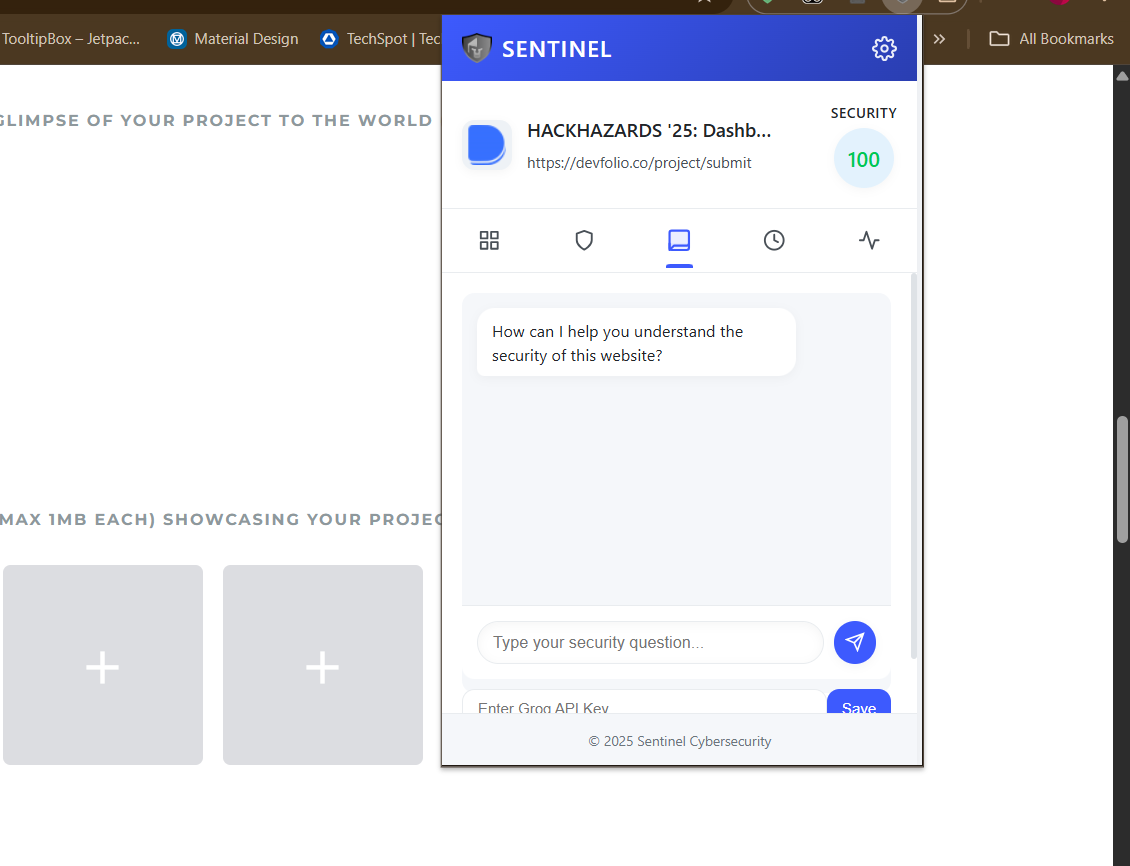 TooltipBox – Jetpac...
Material Design
TechSpot | Tec
All Bookmarks
SENTINEL
GLIMPSE OF YOUR PROJECT TO THE WORLD
HACKHAZARDS '25: Dashb...
https://devfolio.co/project/submit
SECURITY
100
How can I help you understand the
security of this website?
(MAX 1MB EACH) SHOWCASING YOUR PROJEC
Type your security question...
Enter Groq API Key
Save
© 2025 Sentinel Cybersecurity